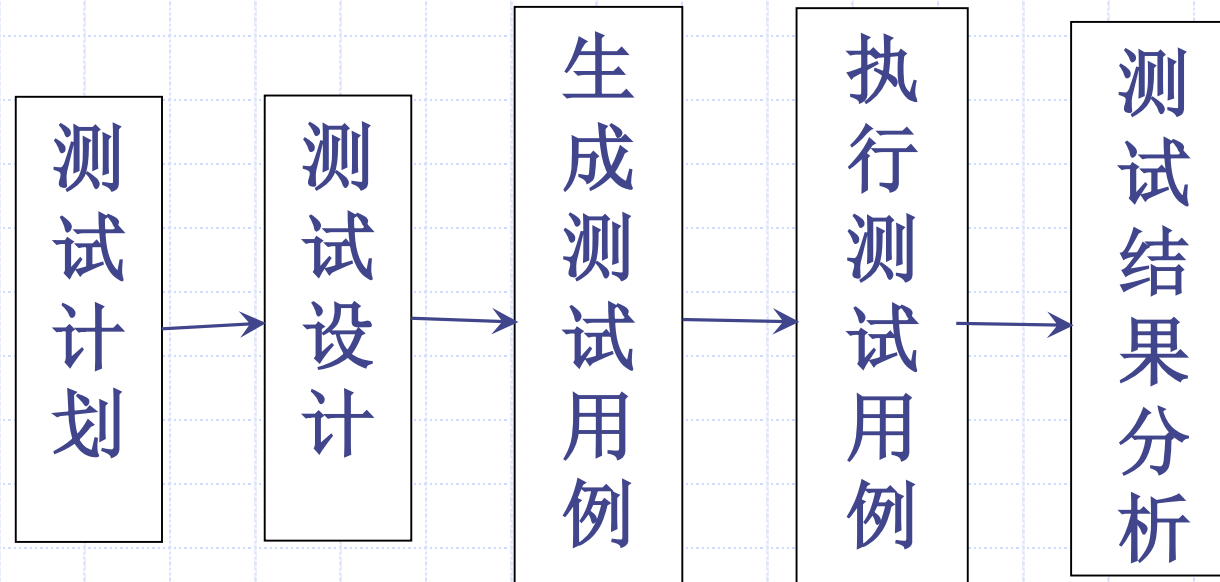 测试计划
测试设计
生成测试用例
执行测试用例
测试结果分析